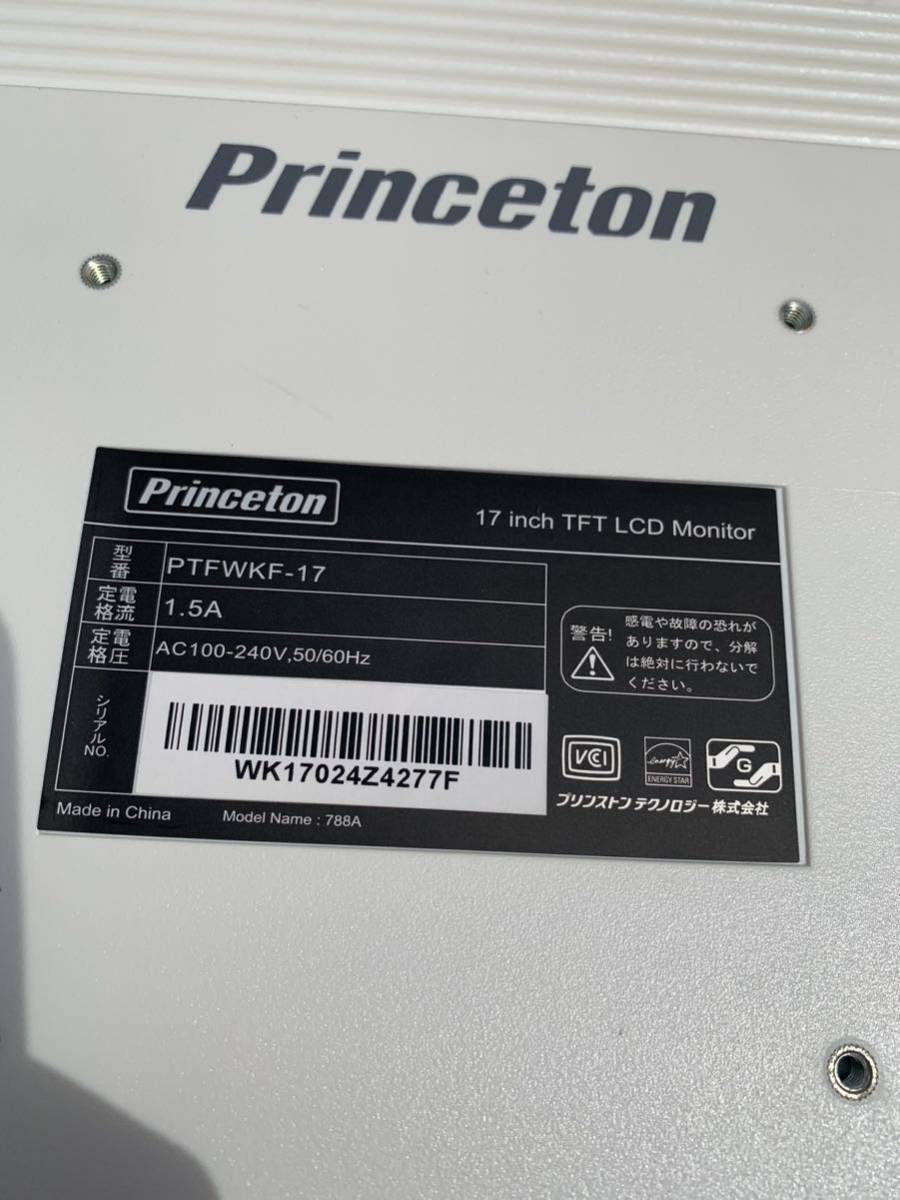 Princeton
Princeton
17 inch TFT LCD Monitor
型番 PTFWKF-17
定格電流 1.5A
定格電圧 AC100-240V,50/60Hz
シリアルNO.
WK17024Z4277F
警告!
感電や故障の恐れが
ありますので、分解
は絶対に行わないで
ください。
VCI
energy
ENERGY STAR
G
プリンストン テクノロジー株式会社
Made in China
Model Name : 788A